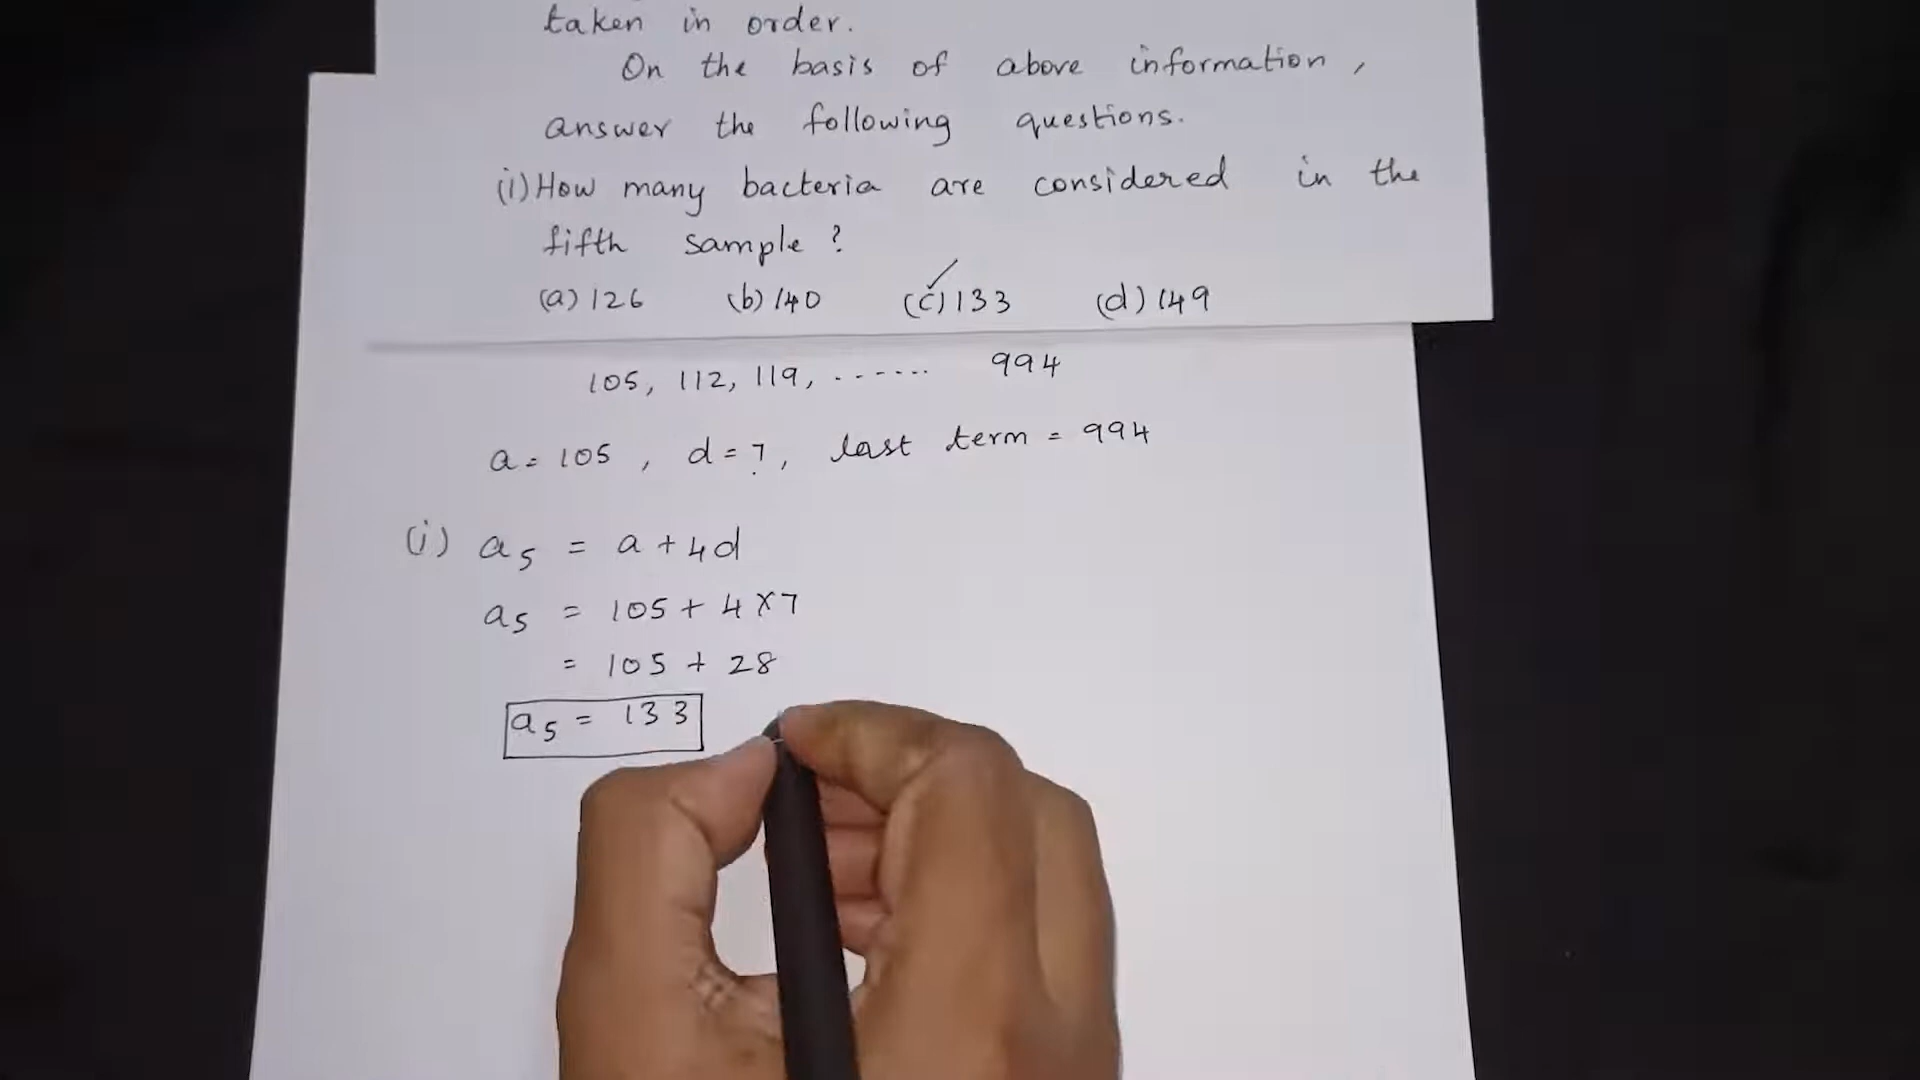 taken in order.
On the basis of above information,
answer the following questions.
(i) How many bacteria are considered in the
fifth sample?
(a) 126 (b) 140 (c) 133 (d) 149
105, 112, 119, ....... 994
a = 105, d = 7, last term = 994
(i) a₅ = a + 4d
a₅ = 105 + 4 × 7
= 105 + 28
a₅ = 133